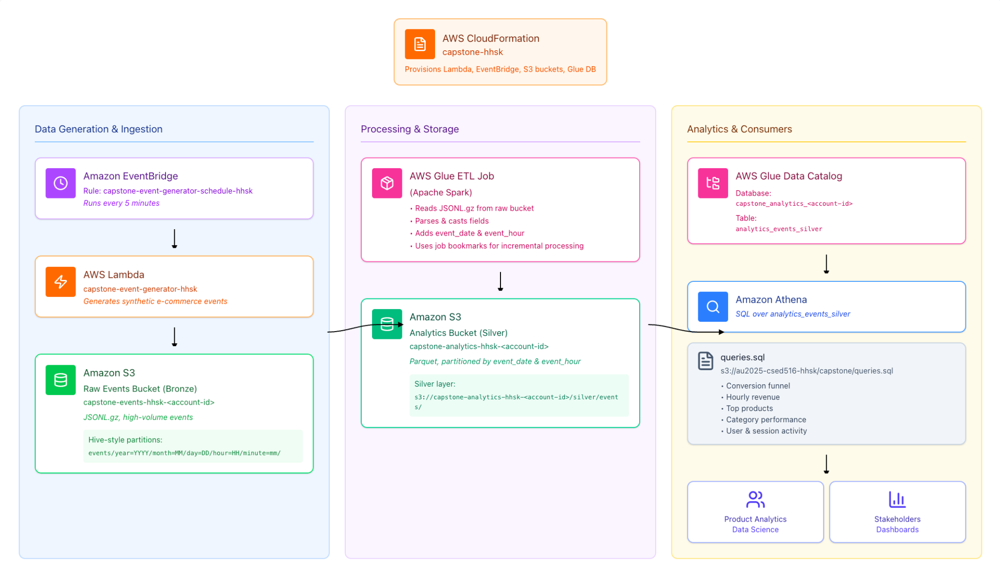 AWS CloudFormation
capstone-hhsk
Provisions Lambda, EventBridge, S3 buckets, Glue DB
Data Generation & Ingestion
Amazon EventBridge
Rule: capstone-event-generator-schedule-hhsk
Runs every 5 minutes
AWS Lambda
capstone-event-generator-hhsk
Generates synthetic e-commerce events
Amazon S3
Raw Events Bucket (Bronze)
capstone-events-hhsk-<account-id>
JSONL.gz, high-volume events
Hive-style partitions:
events/year=YYYY/month=MM/day=DD/hour=HH/minute=mm/
Processing & Storage
AWS Glue ETL Job
(Apache Spark)
• Reads JSONL.gz from raw bucket
• Parses & casts fields
• Adds event_date & event_hour
• Uses job bookmarks for incremental processing
Amazon S3
Analytics Bucket (Silver)
capstone-analytics-hhsk-<account-id>
Parquet, partitioned by event_date & event_hour
Silver layer:
s3://capstone-analytics-hhsk-<account-id>/silver/event
s/
Analytics & Consumers
AWS Glue Data Catalog
Database:
capstone_analytics_<account-id>
Table:
analytics_events_silver
Amazon Athena
SQL over analytics_events_silver
queries.sql
s3://au2025-csed516-hhsk/capstone/queries.sql
• Conversion funnel
• Hourly revenue
• Top products
• Category performance
• User & session activity
Product Analytics
Data Science
Stakeholders
Dashboards